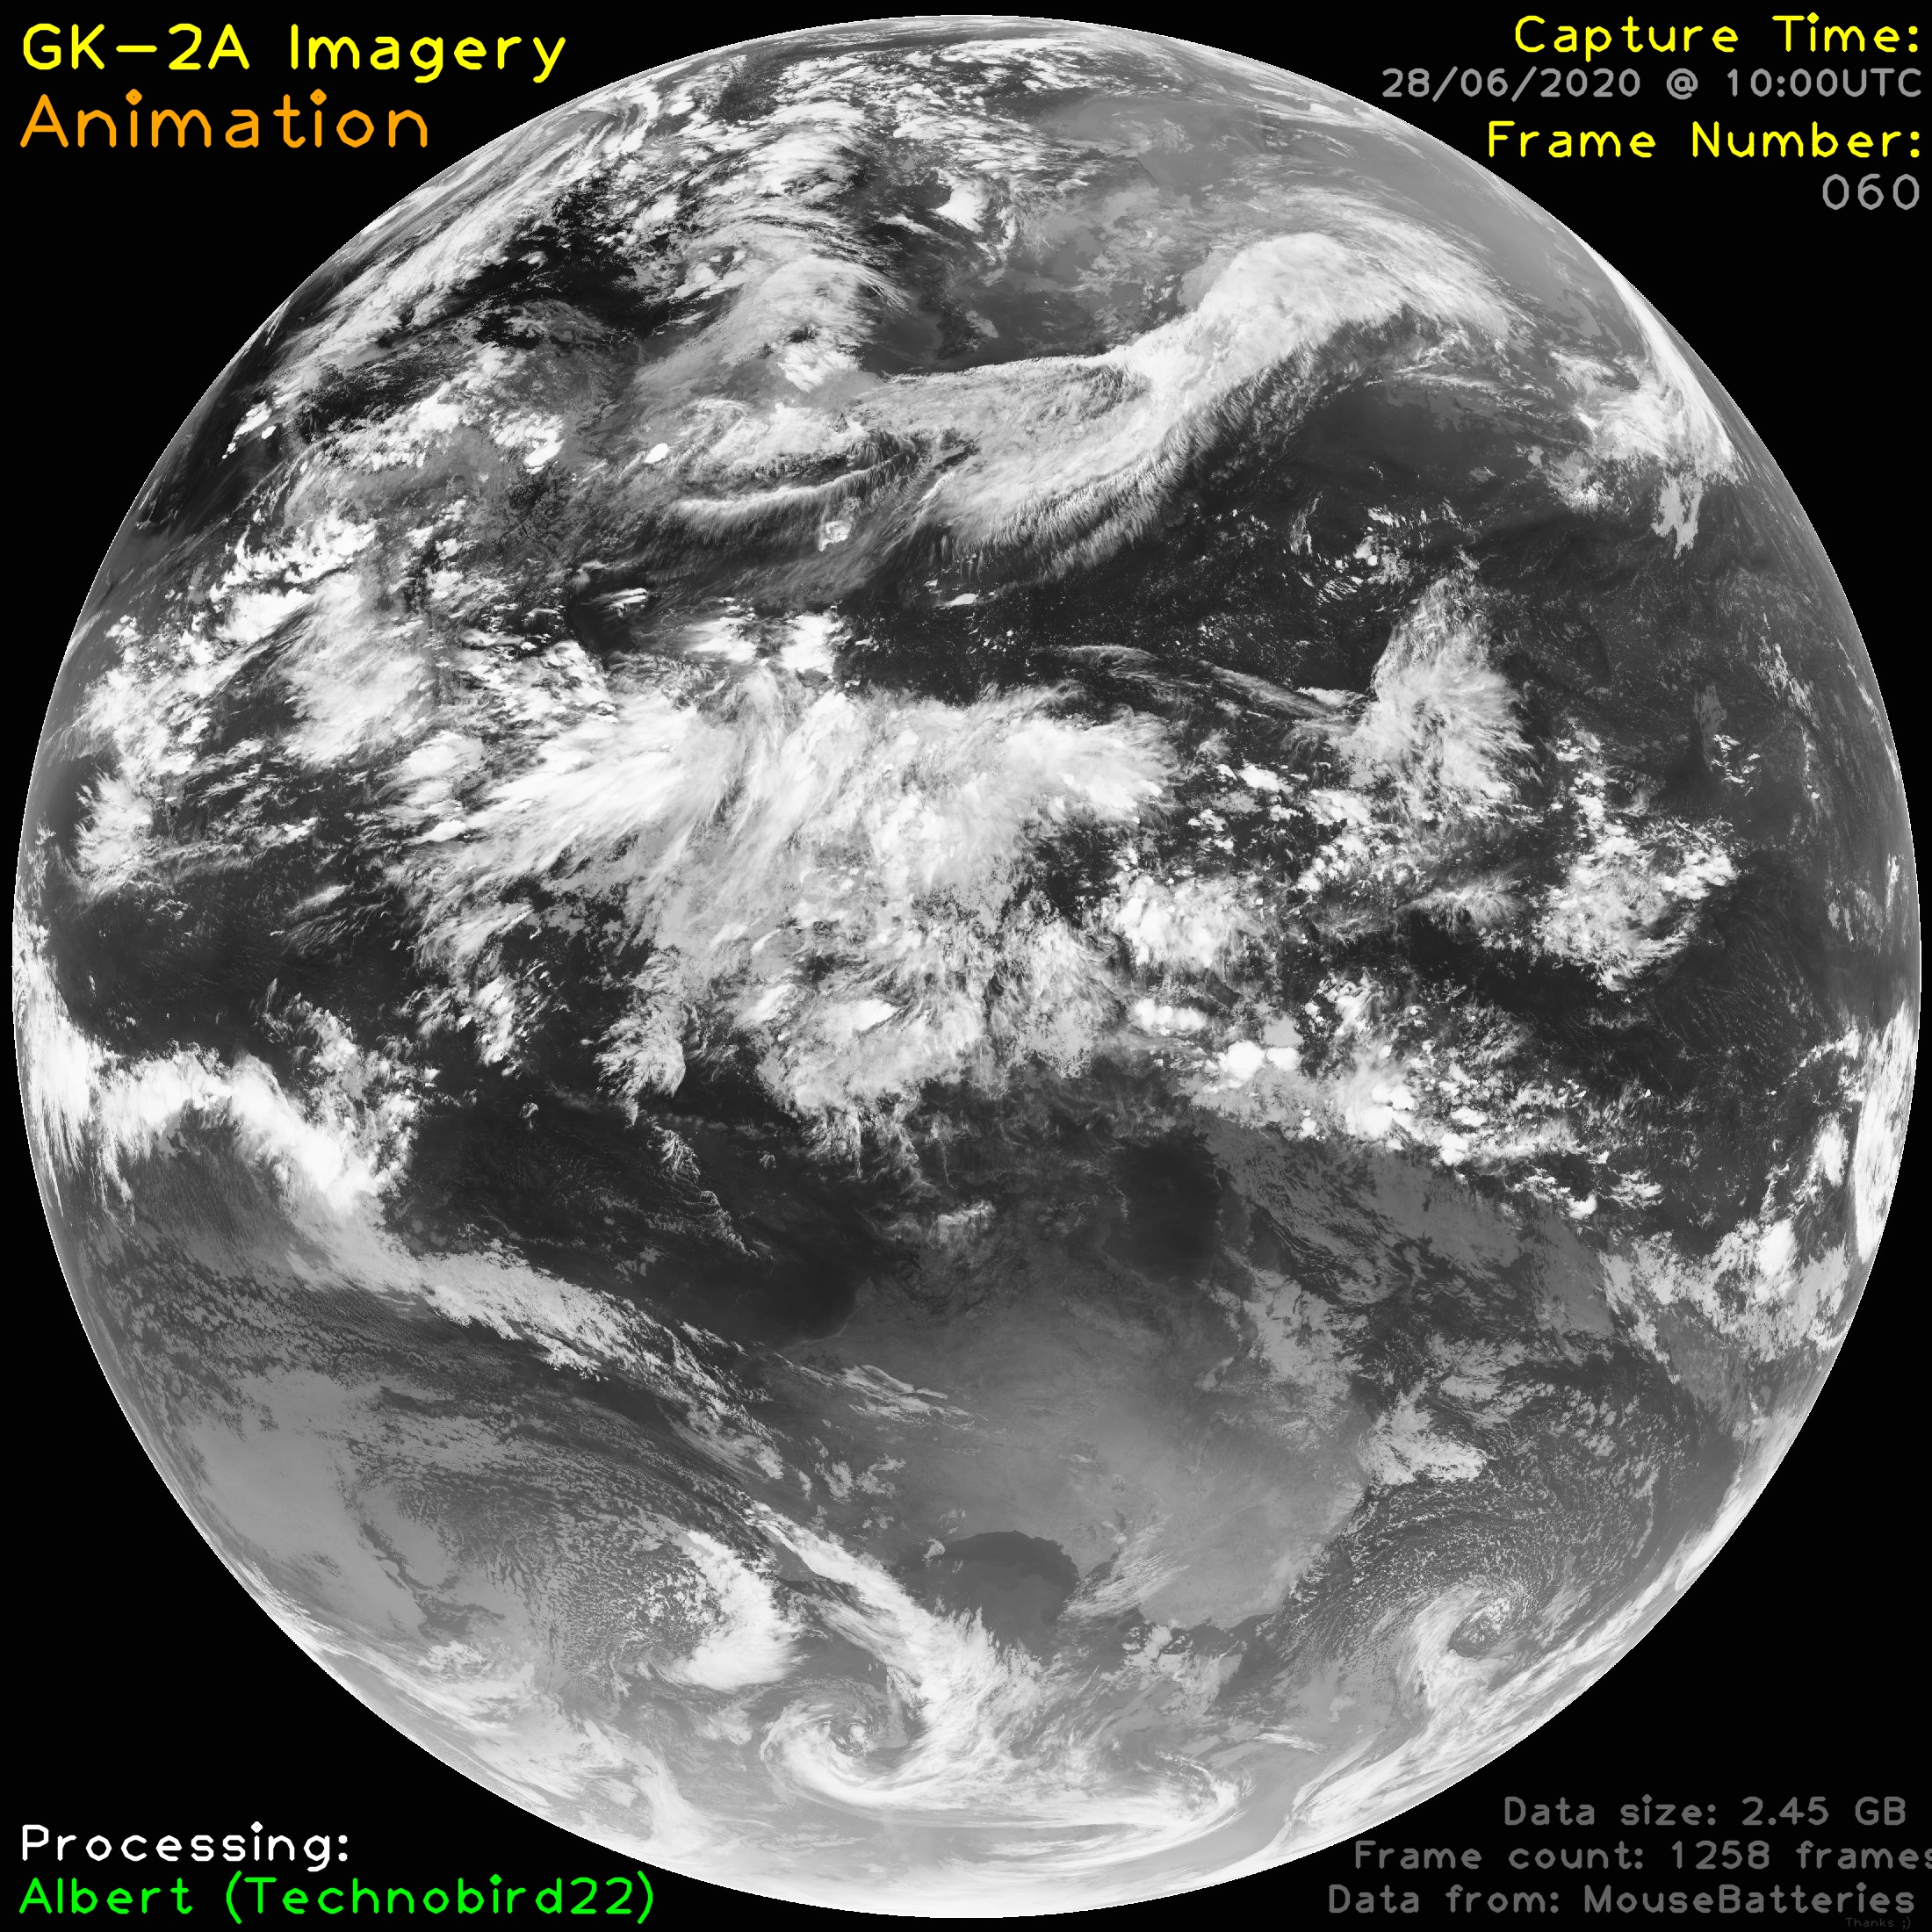 GK-2A Imagery
Animation
Capture Time:
28/06/2020 @ 10:00UTC
Frame Number:
060
Processing:
Albert (Technobird22)
Data size: 2.45 GB
Frame count: 1258 frames
Data from: MouseBatteries
Thanks ;)